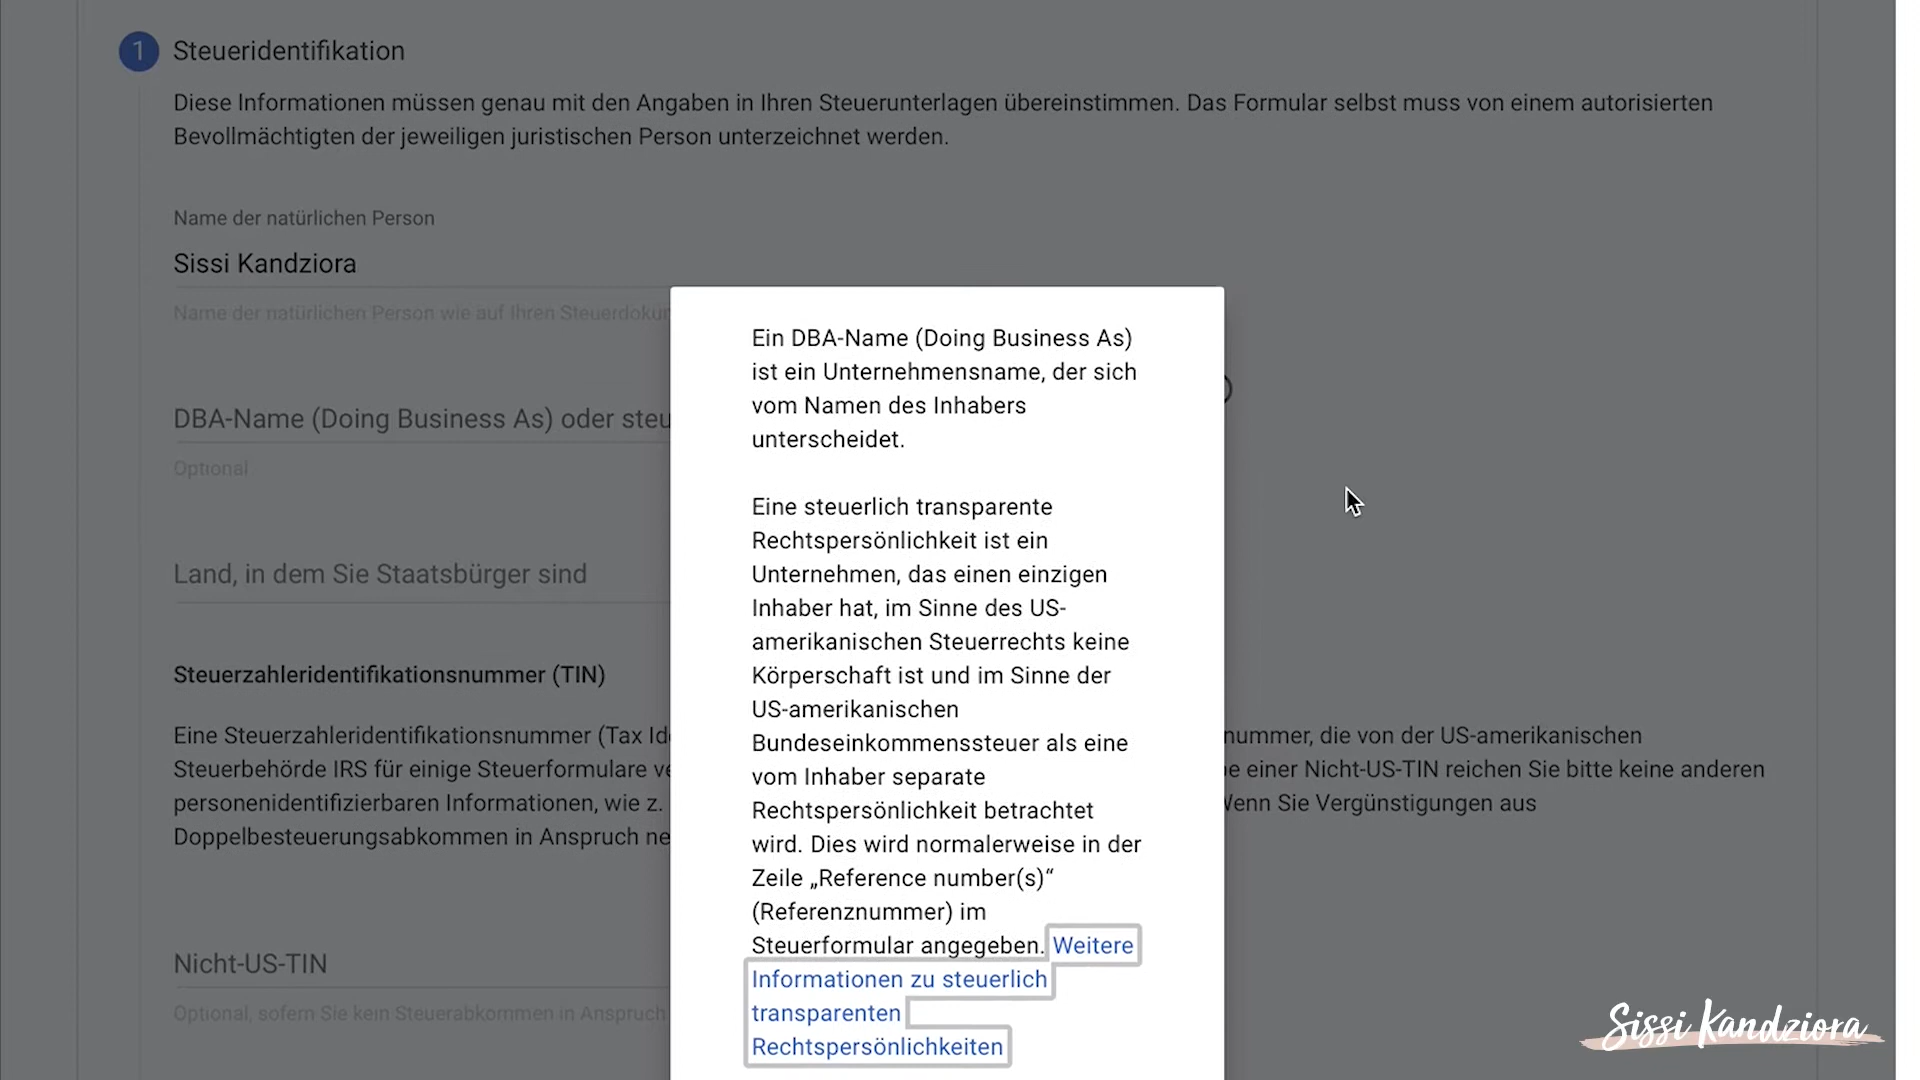 1 Steueridentifikation
Diese Informationen müssen genau mit den Angaben in Ihren Steuerunterlagen übereinstimmen. Das Formular selbst muss von einem autorisierten
Bevollmächtigten der jeweiligen juristischen Person unterzeichnet werden.
Name der natürlichen Person
Sissi Kandziora
Name der natürlichen Person wie auf Ihren
DBA-Name (Doing Business As) oder
Optional
Land, in dem Sie Staatsbürger sind
Steuerzahleridentifikationsnummer (TIN)
Eine Steuerzahleridentifikationsnummer (Tax
nummer, die von der US-amerikanischen
Steuerbehörde IRS für einige Steuerformulare
einer Nicht-US-TIN reichen Sie bitte keine anderen
personenidentifizierbaren Informationen, wie z.
Wenn Sie Vergünstigungen aus
Doppelbesteuerungsabkommen in Anspruch
Nicht-US-TIN
Optional, sofern Sie kein Steuerabkommen in Anspruch
Ein DBA-Name (Doing Business As)
ist ein Unternehmensname, der sich
vom Namen des Inhabers
unterscheidet.
Eine steuerlich transparente
Rechtspersönlichkeit ist ein
Unternehmen, das einen einzigen
Inhaber hat, im Sinne des US-
amerikanischen Steuerrechts keine
Körperschaft ist und im Sinne der
US-amerikanischen
Bundeseinkommenssteuer als eine
vom Inhaber separate
Rechtspersönlichkeit betrachtet
wird. Dies wird normalerweise in der
Zeile „Reference number(s)“
(Referenznummer) im
Steuerformular angegeben. Weitere
Informationen zu steuerlich
transparenten
Rechtspersönlichkeiten
Sissi Kandziora